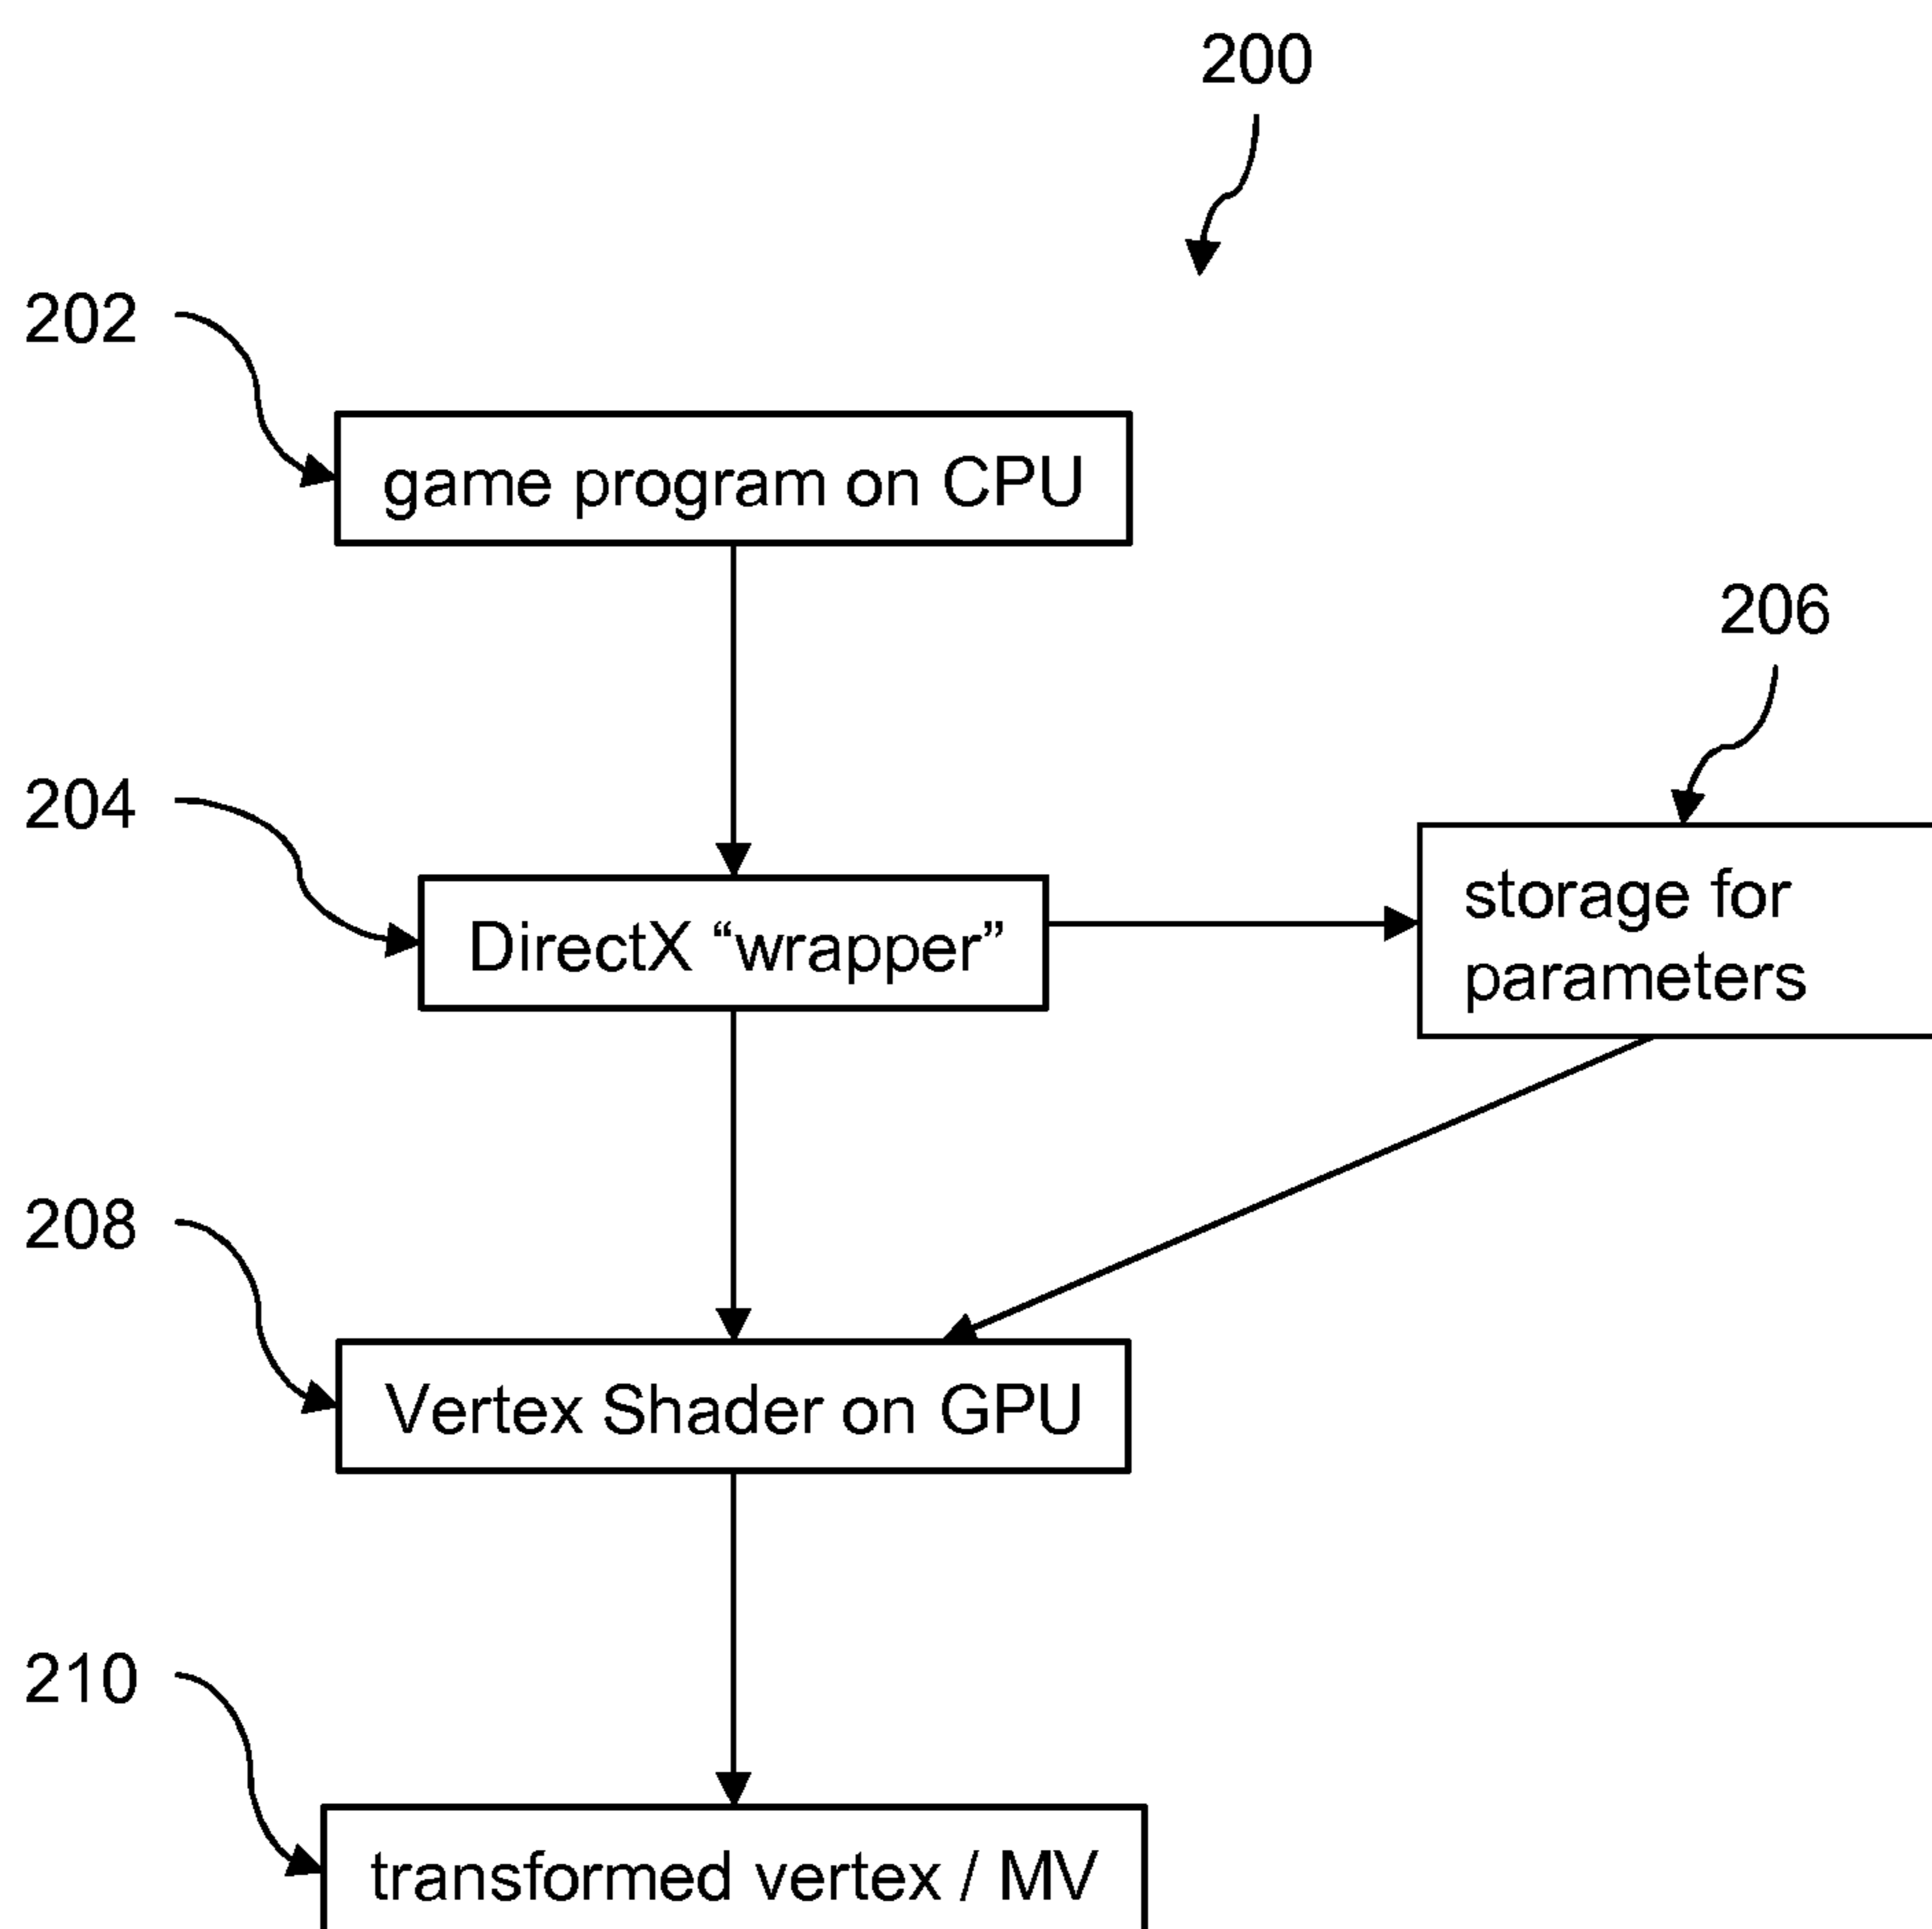 200
202
game program on CPU
206
204
DirectX “wrapper”
storage for
parameters
208
Vertex Shader on GPU
210
transformed vertex / MV